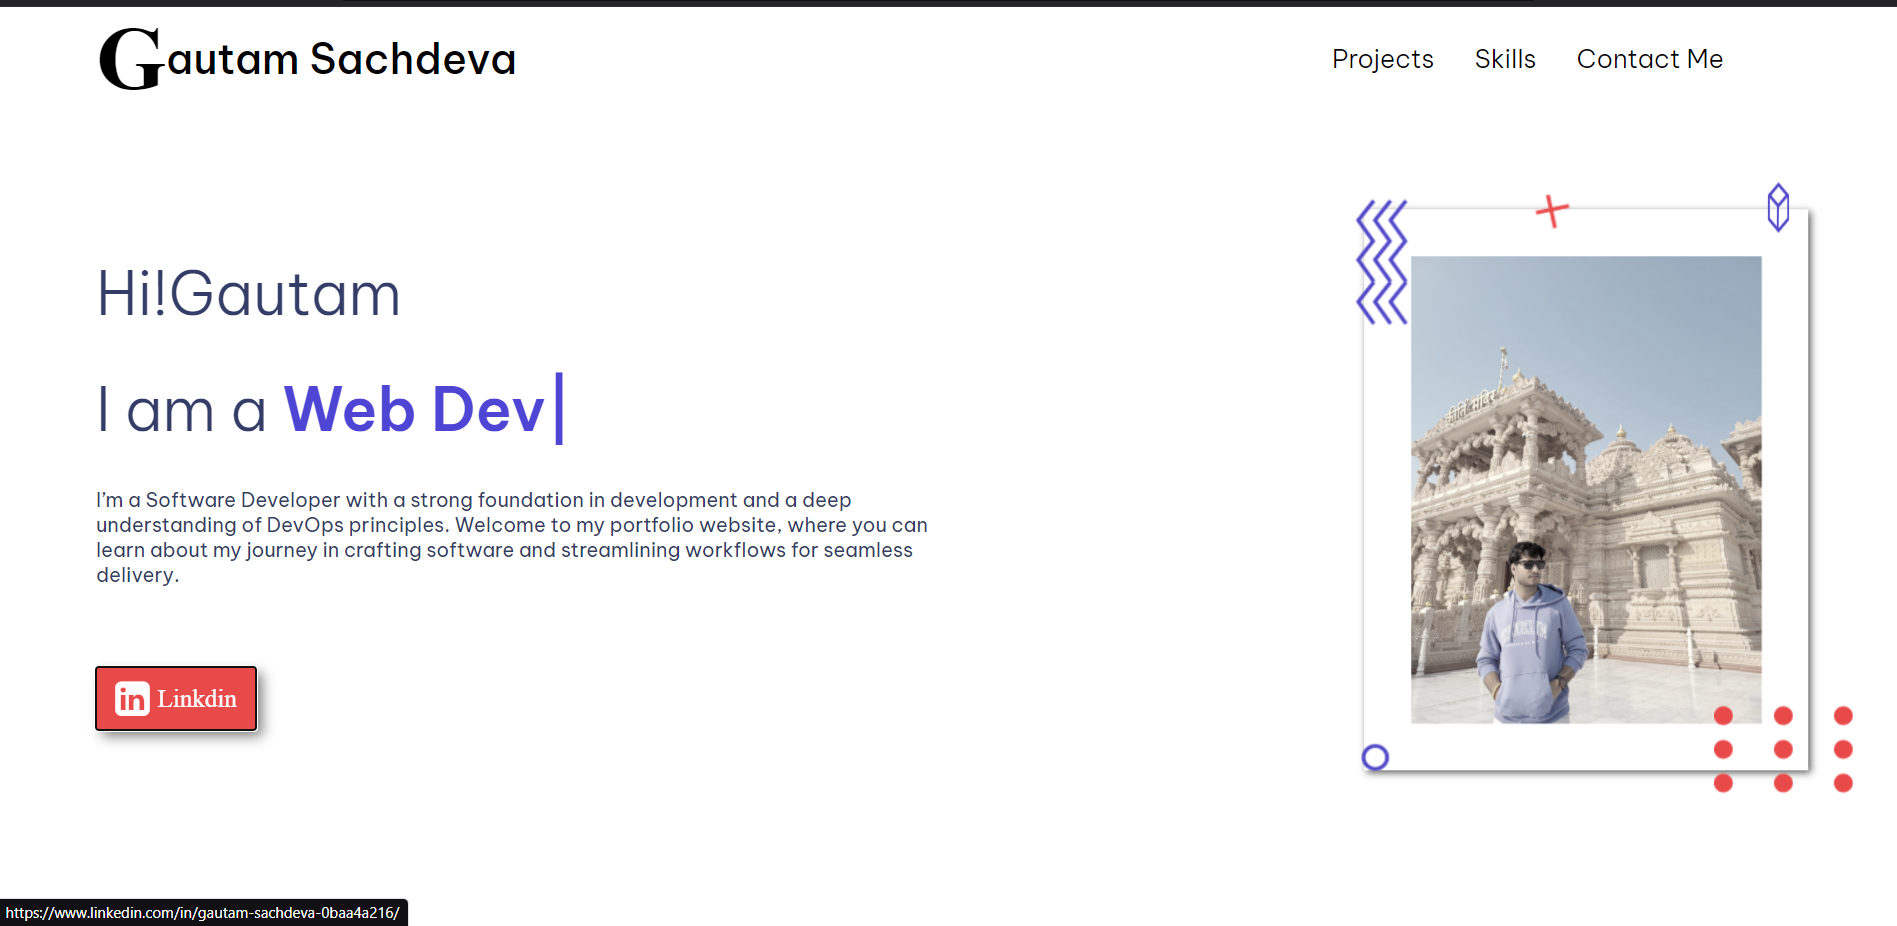 Gautam Sachdeva
Projects Skills Contact Me
Hi!Gautam
I am a Web Dev|
I’m a Software Developer with a strong foundation in development and a deep
understanding of DevOps principles. Welcome to my portfolio website, where you can
learn about my journey in crafting software and streamlining workflows for seamless
delivery.
in Linkdin
कीर्ति मंदिर
https://www.linkedin.com/in/gautam-sachdeva-0baa4a216/